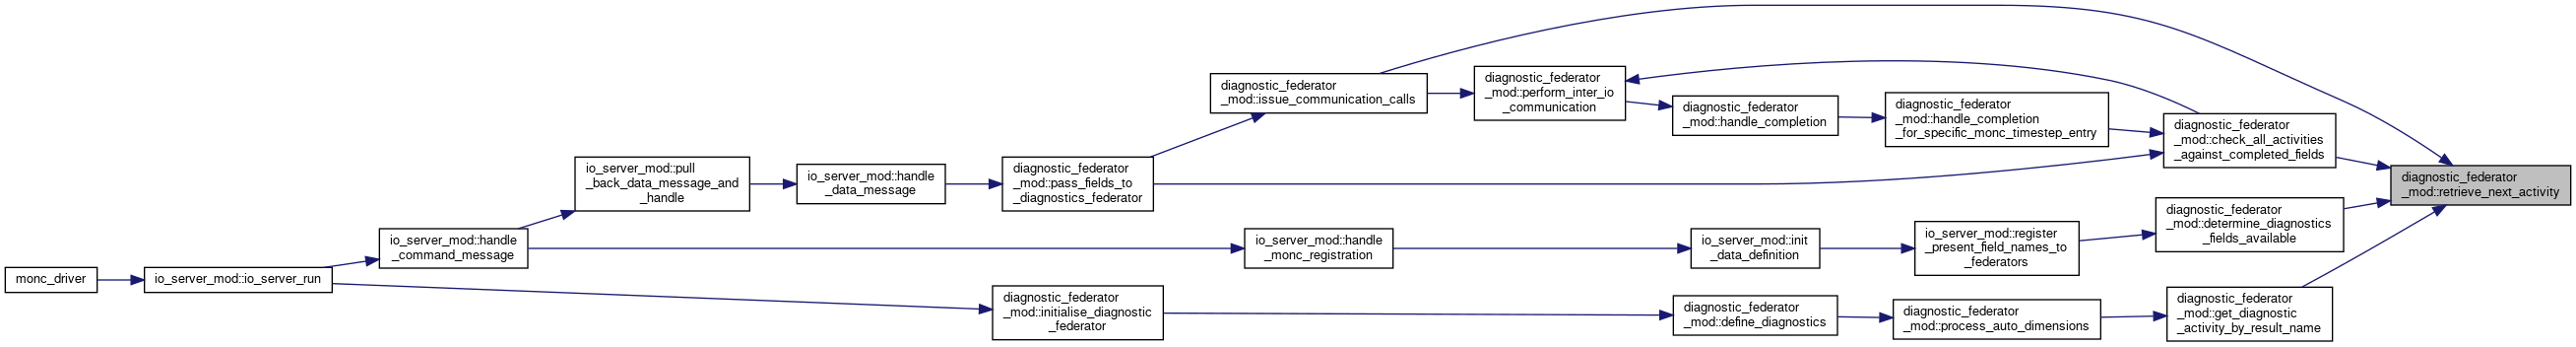 monc_driver
io_server_mod::io_server_run
io_server_mod::handle
_command_message
io_server_mod::pull
_back_data_message_and
_handle
io_server_mod::handle
_data_message
diagnostic_federator
_mod::pass_fields_to
_diagnostics_federator
diagnostic_federator
_mod::issue_communication_calls
diagnostic_federator
_mod::perform_inter_io
_communication
diagnostic_federator
_mod::handle_completion
diagnostic_federator
_mod::handle_completion
_for_specific_monc_timestep_entry
diagnostic_federator
_mod::check_all_activities
_against_completed_fields
diagnostic_federator
_mod::retrieve_next_activity
io_server_mod::handle
_monc_registration
io_server_mod::init
_data_definition
io_server_mod::register
_present_field_names_to
_federators
diagnostic_federator
_mod::determine_diagnostics
_fields_available
diagnostic_federator
_mod::initialise_diagnostic
_federator
diagnostic_federator
_mod::define_diagnostics
diagnostic_federator
_mod::process_auto_dimensions
diagnostic_federator
_mod::get_diagnostic
_activity_by_result_name